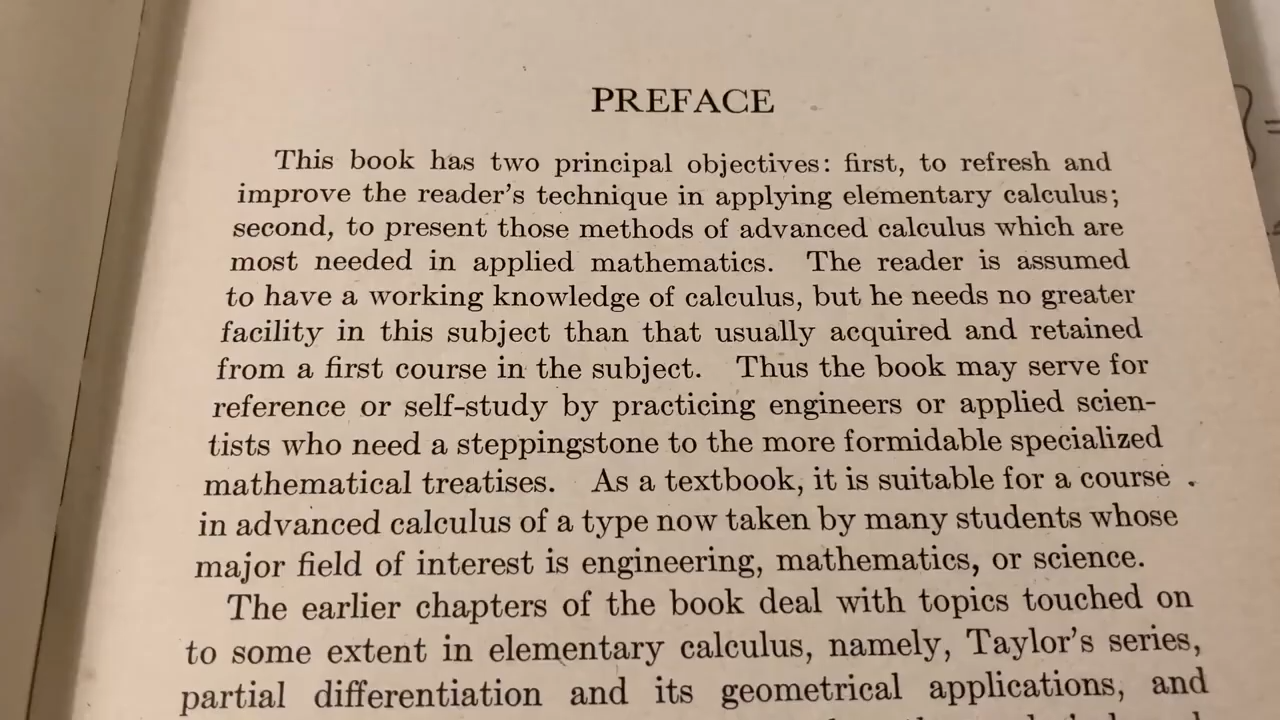 PREFACE
This book has two principal objectives: first, to refresh and
improve the reader's technique in applying elementary calculus;
second, to present those methods of advanced calculus which are
most needed in applied mathematics. The reader is assumed
to have a working knowledge of calculus, but he needs no greater
facility in this subject than that usually acquired and retained
from a first course in the subject. Thus the book may serve for
reference or self-study by practicing engineers or applied scien-
tists who need a steppingstone to the more formidable specialized
mathematical treatises. As a textbook, it is suitable for a course
in advanced calculus of a type now taken by many students whose
major field of interest is engineering, mathematics, or science.
The earlier chapters of the book deal with topics touched on
to some extent in elementary calculus, namely, Taylor's series,
partial differentiation and its geometrical applications, and